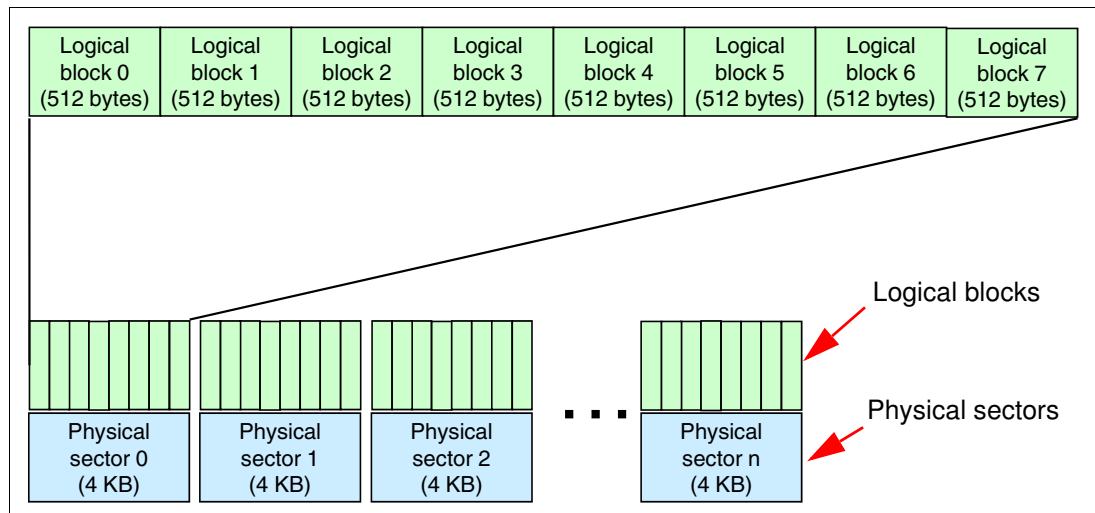 Logical
block 0
(512 bytes)
Logical
block 1
(512 bytes)
Logical
block 2
(512 bytes)
Logical
block 3
(512 bytes)
Logical
block 4
(512 bytes)
Logical
block 5
(512 bytes)
Logical
block 6
(512 bytes)
Logical
block 7
(512 bytes)
Logical blocks
Physical sectors
Physical
sector 0
(4 KB)
Physical
sector 1
(4 KB)
Physical
sector 2
(4 KB)
Physical
sector n
(4 KB)